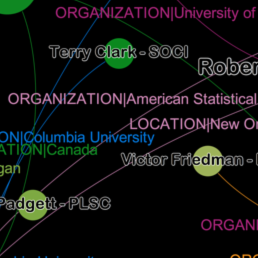 ORGANIZATION|University of
Terry Clark - SOCI
Rober
ORGANIZATION|American Statistical
LOCATION|New Or
ON|Columbia University
ATION|Canada
Victor Friedman -
gan
Padgett - PLSC
ORGANI